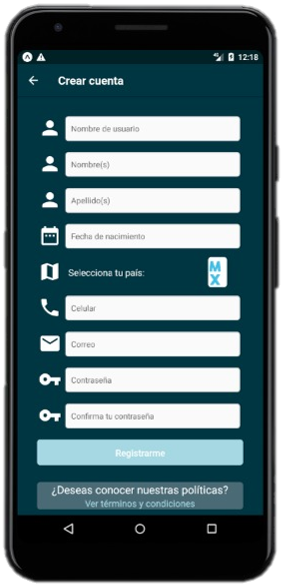 12:18
Crear cuenta
Nombre de usuario
Nombre(s)
Apellido(s)
Fecha de nacimiento
Selecciona tu país:
M
X
Celular
Correo
Contraseña
Confirma tu contraseña
Registrarme
¿Deseas conocer nuestras políticas?
Ver términos y condiciones